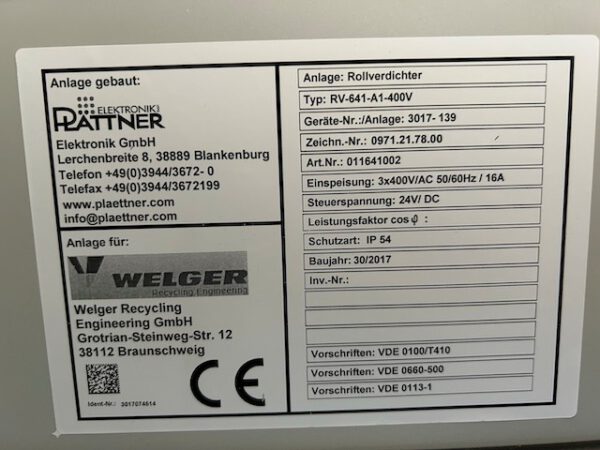 Anlage gebaut:
ELEKTRONIK
PLATTNER
Elektronik GmbH
Lerchenbreite 8, 38889 Blankenburg
Telefon +49(0)3944/3672- 0
Telefax +49(0)3944/3672199
www.plaettner.com
info@plaettner.com
Anlage für:
WELGER
Recycling Engineering
Welger Recycling
Engineering GmbH
Grotrian-Steinweg-Str. 12
38112 Braunschweig
Ident-Nr.: 3017074614
CE
Anlage: Rollverdichter
Typ: RV-641-A1-400V
Geräte-Nr.:/Anlage: 3017- 139
Zeichn.-Nr.: 0971.21.78.00
Art.Nr.: 011641002
Einspeisung: 3x400V/AC 50/60Hz / 16A
Steuerspannung: 24V/ DC
Leistungsfaktor cos φ :
Schutzart: IP 54
Baujahr: 30/2017
Inv.-Nr.:
Vorschriften: VDE 0100/T410
Vorschriften: VDE 0660-500
Vorschriften: VDE 0113-1